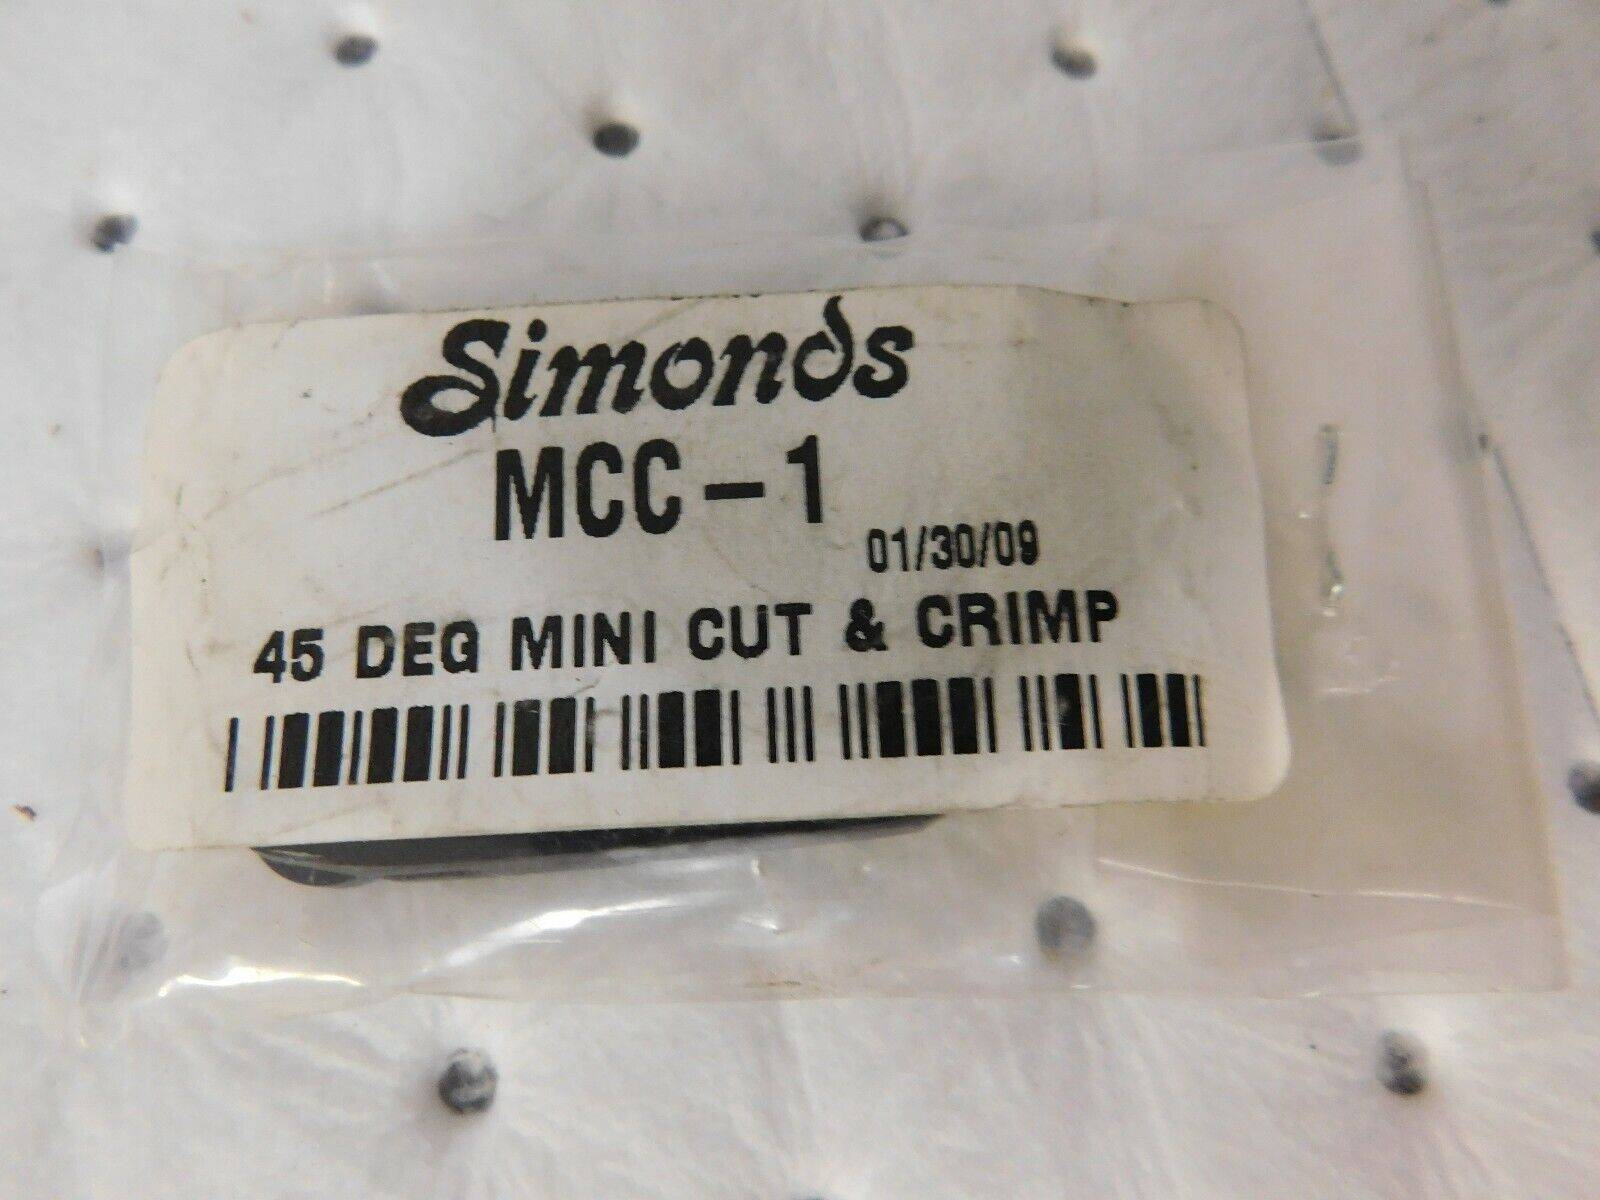 Simonds
MCC-1
01/30/09
45 DEG MINI CUT & CRIMP